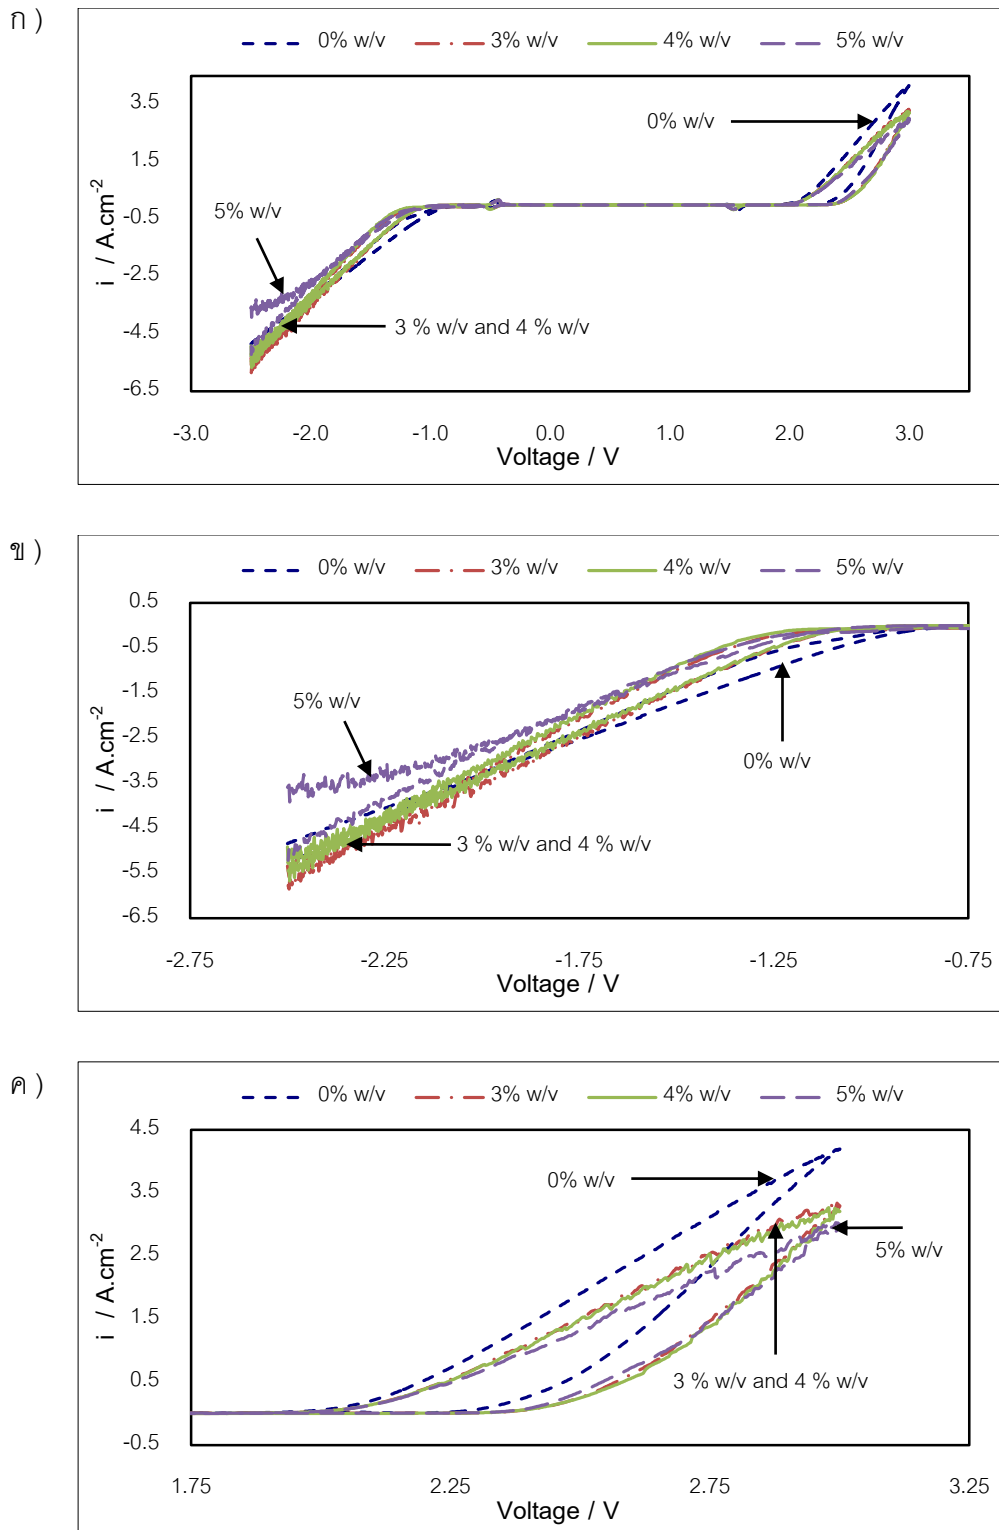 ก )
0% w/v 3% w/v 4% w/v 5% w/v
3.5
1.5
-0.5
-2.5
-4.5
-6.5
i / A.cm-2
0% w/v
5% w/v
3 % w/v and 4 % w/v
-3.0 -2.0 -1.0 0.0 1.0 2.0 3.0
Voltage / V
ข )
0% w/v 3% w/v 4% w/v 5% w/v
0.5
-0.5
-1.5
-2.5
-3.5
-4.5
-5.5
-6.5
i / A.cm-2
5% w/v
0% w/v
3 % w/v and 4 % w/v
-2.75 -2.25 -1.75 -1.25 -0.75
Voltage / V
ค )
0% w/v 3% w/v 4% w/v 5% w/v
4.5
3.5
2.5
1.5
0.5
-0.5
i / A.cm-2
0% w/v
5% w/v
3 % w/v and 4 % w/v
1.75 2.25 2.75 3.25
Voltage / V